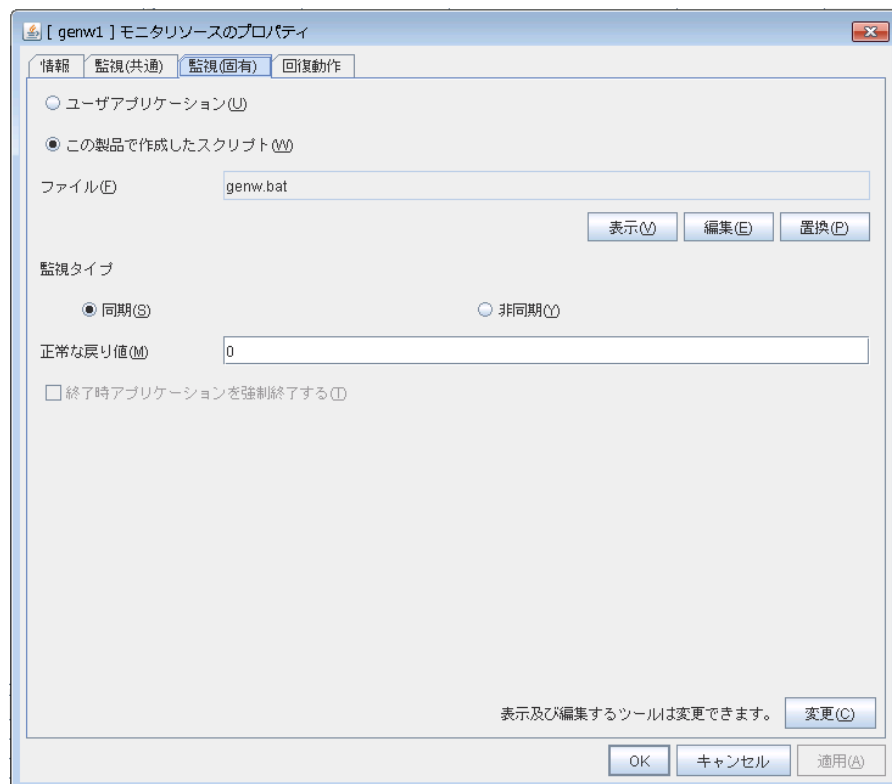 [ genw1 ] モニタリソースのプロパティ
情報 監視(共通) 監視(固有) 回復動作
ユーザアプリケーション(U)
この製品で作成したスクリプト(W)
ファイル(F) genw.bat
表示(V) 編集(E) 置換(P)
監視タイプ
同期(S) 非同期(Y)
正常な戻り値(M) 0
終了時アプリケーションを強制終了する(T)
表示及び編集するツールは変更できます。 変更(C)
OK キャンセル 適用(A)